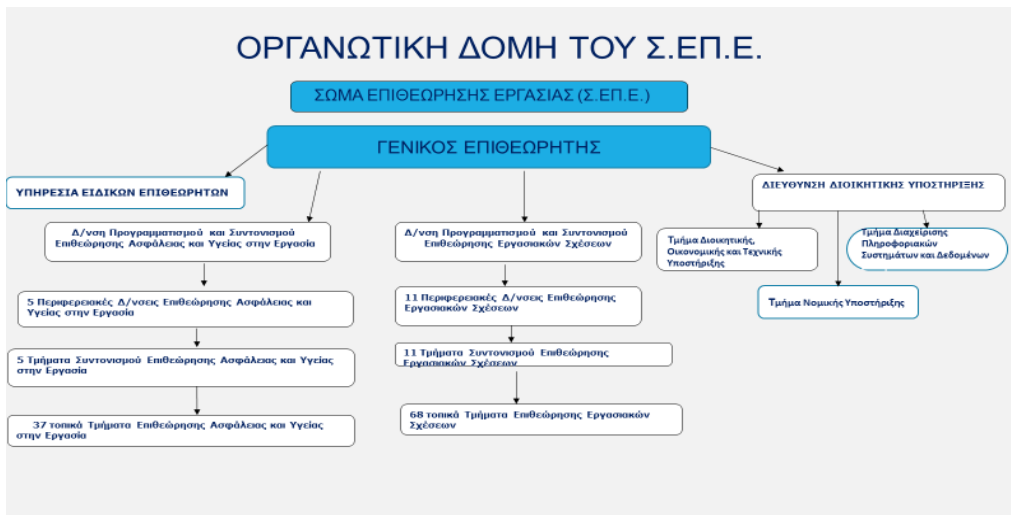 ΟΡΓΑΝΩΤΙΚΗ ΔΟΜΗ ΤΟΥ Σ.ΕΠ.Ε.
ΣΩΜΑ ΕΠΙΘΕΩΡΗΣΗΣ ΕΡΓΑΣΙΑΣ (Σ.ΕΠ.Ε.)
ΓΕΝΙΚΟΣ ΕΠΙΘΕΩΡΗΤΗΣ
ΥΠΗΡΕΣΙΑ ΕΙΔΙΚΩΝ ΕΠΙΘΕΩΡΗΤΩΝ
Δ/νση Προγραμματισμού και Συντονισμού
Επιθεώρησης Ασφάλειας και Υγείας στην Εργασία
5 Περιφερειακές Δ/νσεις Επιθεώρησης Ασφάλειας και
Υγείας στην Εργασία
5 Τμήματα Συντονισμού Επιθεώρησης Ασφάλειας και Υγείας
στην Εργασία
37 τοπικά Τμήματα Επιθεώρησης Ασφάλειας και Υγείας
στην Εργασία
Δ/νση Προγραμματισμού και Συντονισμού
Επιθεώρησης Εργασιακών Σχέσεων
11 Περιφερειακές Δ/νσεις Επιθεώρησης
Εργασιακών Σχέσεων
11 Τμήματα Συντονισμού Επιθεώρησης
Εργασιακών Σχέσεων
68 τοπικά Τμήματα Επιθεώρησης Εργασιακών
Σχέσεων
ΔΙΕΥΘΥΝΣΗ ΔΙΟΙΚΗΤΙΚΗΣ ΥΠΟΣΤΗΡΙΞΗΣ
Τμήμα Διοικητικής,
Οικονομικής και Τεχνικής
Υποστήριξης
Τμήμα Διαχείρισης
Πληροφοριακών
Συστημάτων και Δεδομένων
Τμήμα Νομικής Υποστήριξης